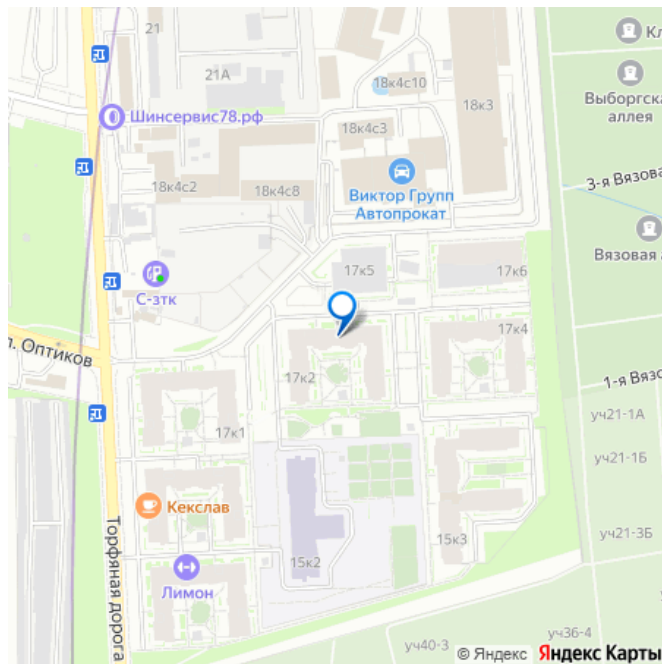 21
Кл
21А
18к4с10
18к3
Выборгска
аллея
Шинсервис78.рф
18к4с3
3-я Вязова
18к4с2
18к4с8
Виктор Групп
Автопрокат
Вязовая а
17к5
17к6
С-зтк
л. Оптиков
17к4
17к2
1-я Вязо
уч21-1А
17к1
уч21-1Б
Кекслав
Торфяная дорога
уч21-3Б
15к3
15к2
Лимон
уч40-3
уч36-4
© Яндекс Яндекс Карты